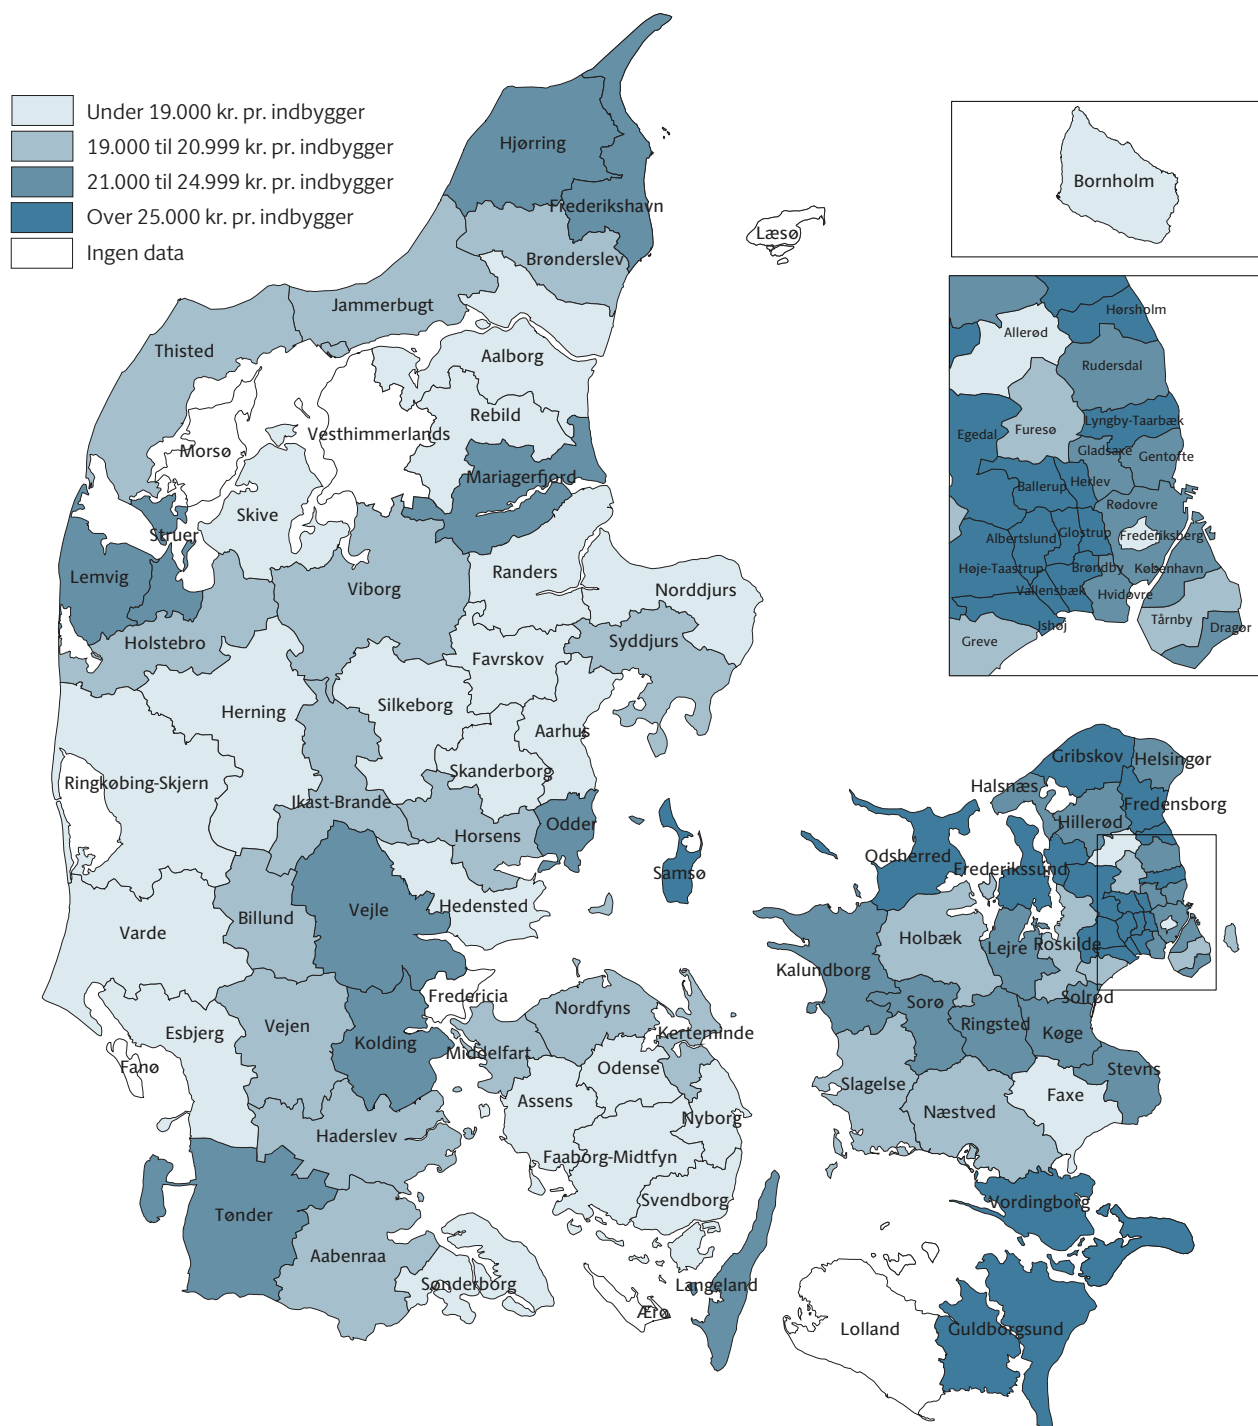 Under 19.000 kr. pr. indbygger
19.000 til 20.999 kr. pr. indbygger
21.000 til 24.999 kr. pr. indbygger
Over 25.000 kr. pr. indbygger
Ingen data
Hjørring
Frederikshavn
Læsø
Brønderslev
Jammerbugt
Thisted
Aalborg
Rebild
Vesthimmerlands
Morsø
Mariagerfjord
Skive
Struer
Lemvig
Viborg
Randers
Norddjurs
Holstebro
Syddjurs
Favrskov
Silkeborg
Herning
Aarhus
Skanderborg
Ringkøbing-Skjern
Ikast-Brande
Horsens
Odder
Samsø
Hedensted
Vejle
Billund
Varde
Fredericia
Nordfyns
Vejen
Esbjerg
Kolding
Middelfart
Kerteminde
Fanø
Odense
Assens
Nyborg
Haderslev
Faaborg-Midtfyn
Svendborg
Tønder
Aabenraa
Sønderborg
Langeland
Ærø
Bornholm
Hørsholm
Allerød
Rudersdal
Lyngby-Taarbæk
Furesø
Egedal
Gladsaxe
Gentofte
Ballerup
Herlev
Rødovre
Albertslund
Glostrup
Frederiksberg
Høje-Taastrup
Brøndby
København
Vallensbæk
Hvidovre
Ishøj
Tårnby
Dragør
Greve
Gribskov
Helsingør
Halsnæs
Fredensborg
Hillerød
Odsherred
Frederikssund
Holbæk
Lejre
Roskilde
Kalundborg
Solrød
Sorø
Ringsted
Køge
Stevns
Slagelse
Næstved
Faxe
Vordingborg
Lolland
Guldborgsund